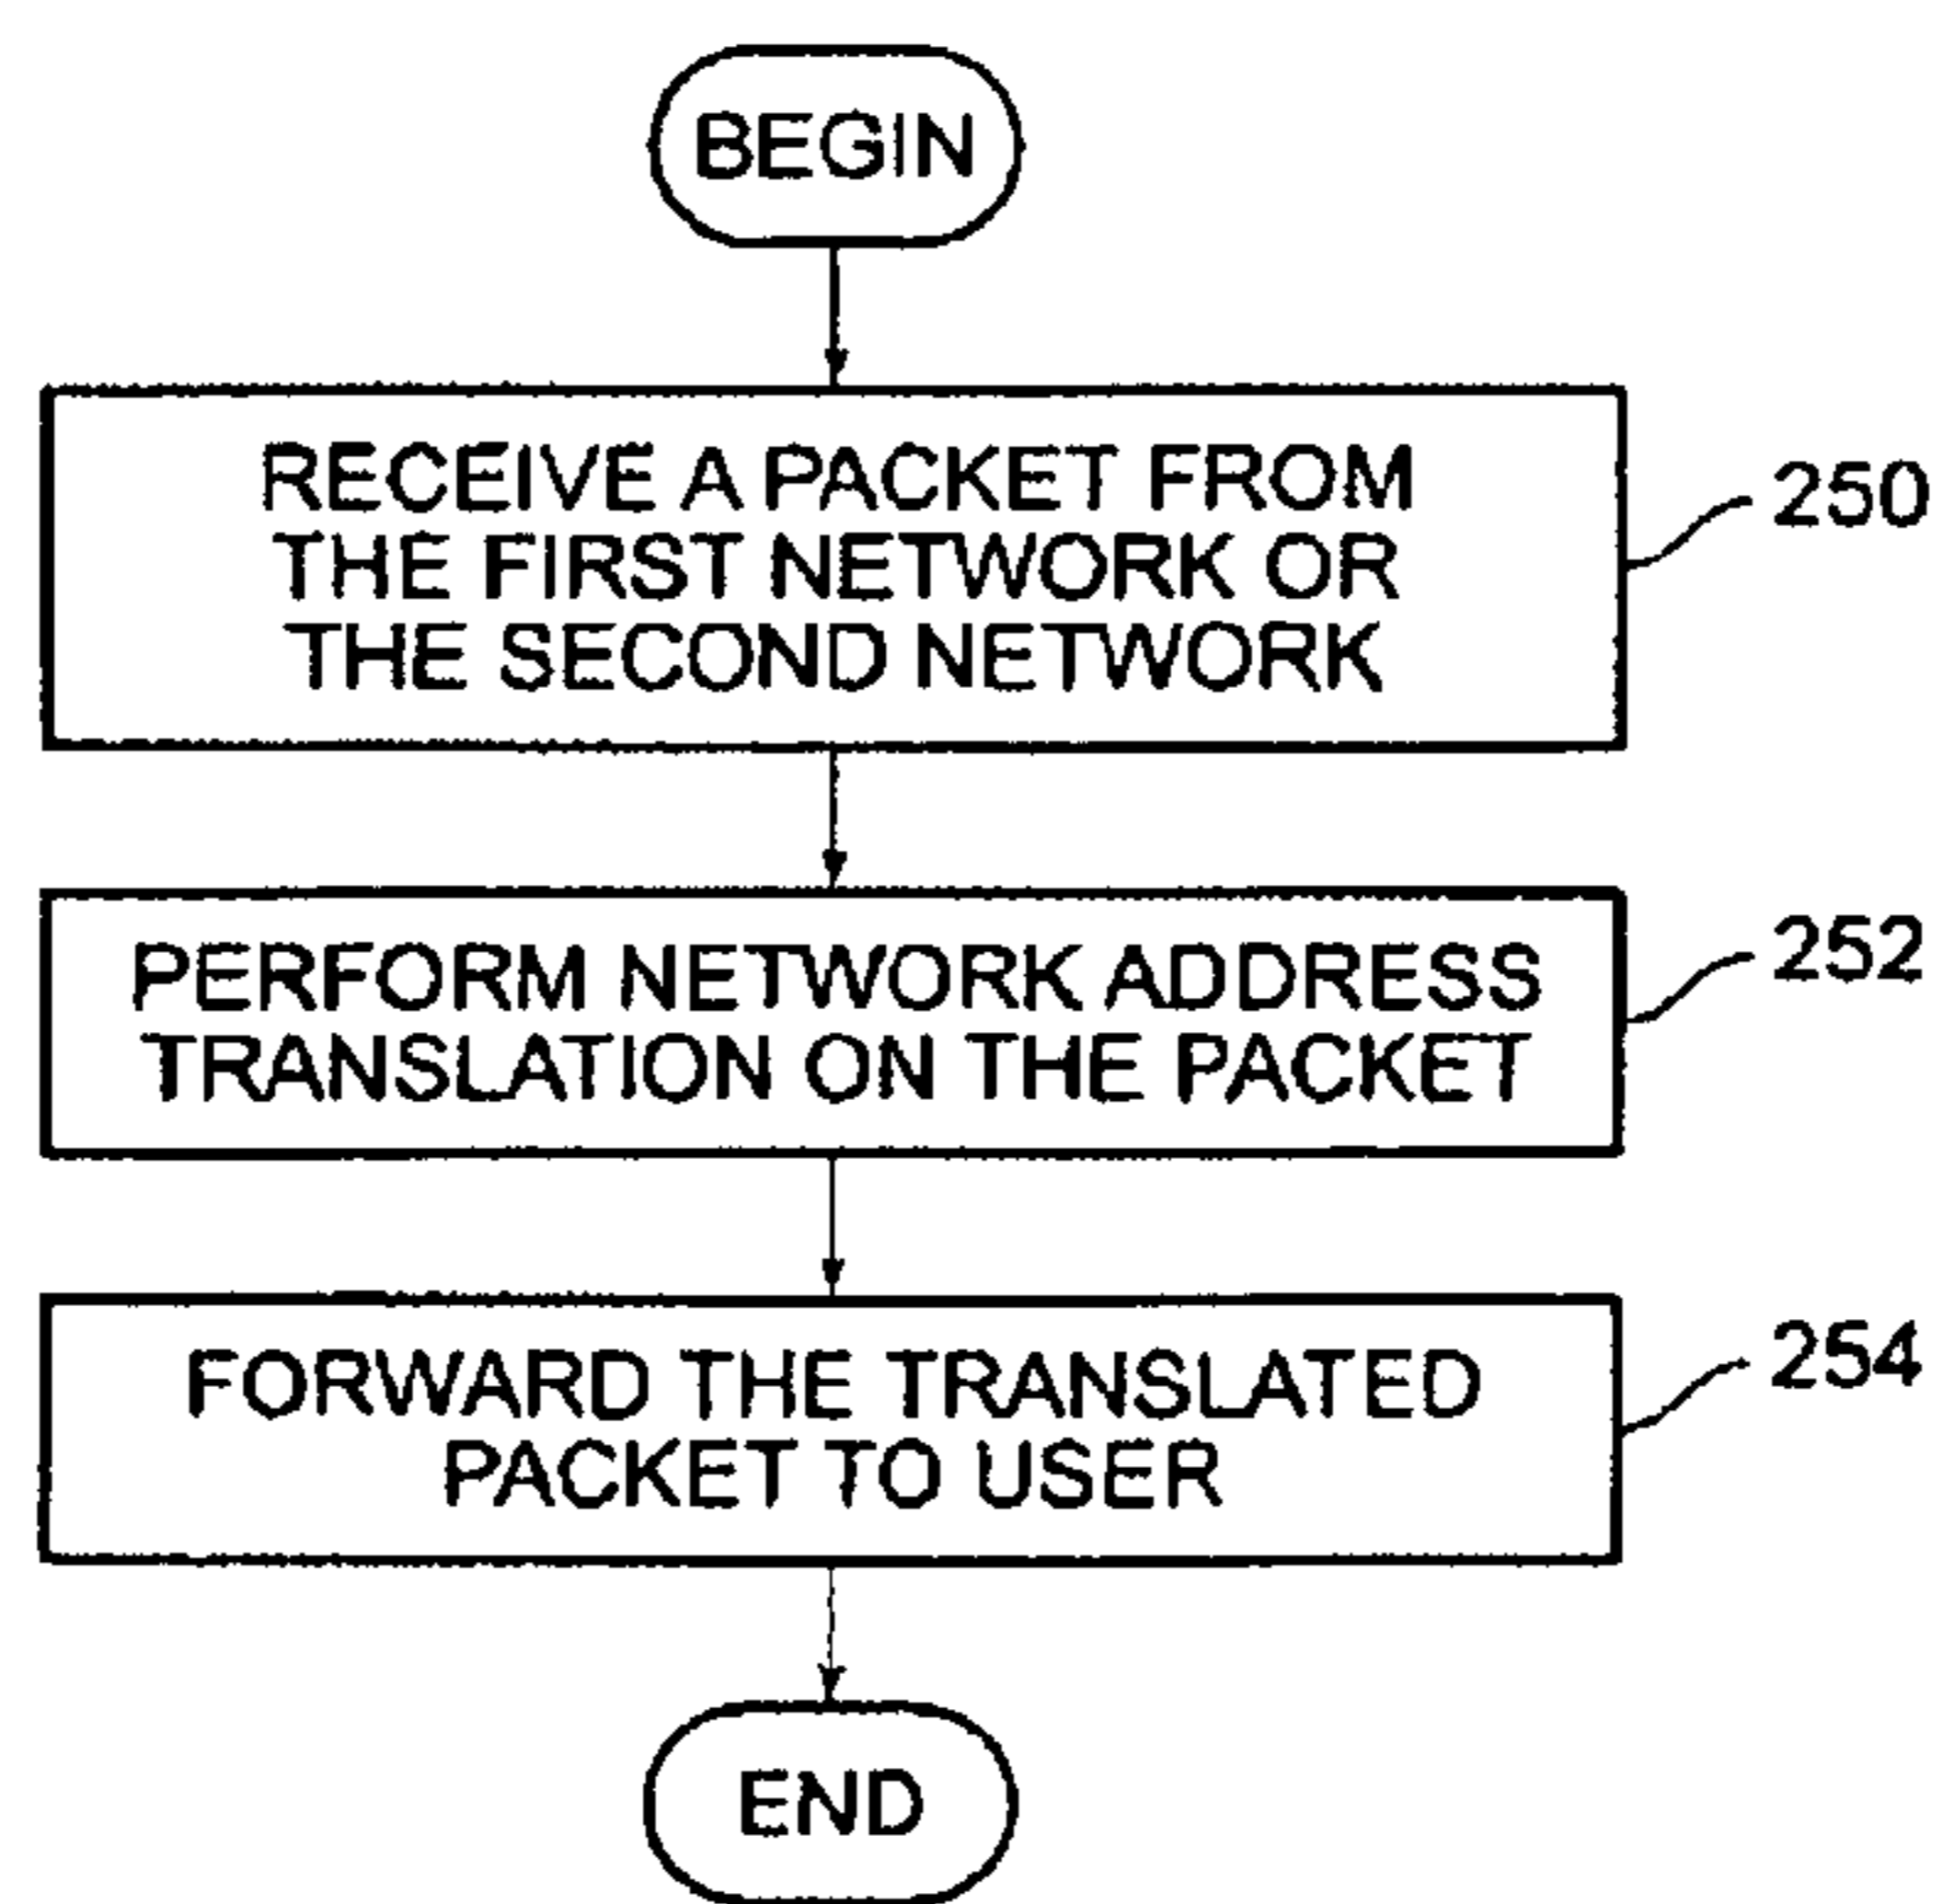 BEGIN
RECEIVE A PACKET FROM
THE FIRST NETWORK OR
THE SECOND NETWORK
250
PERFORM NETWORK ADDRESS
TRANSLATION ON THE PACKET
252
FORWARD THE TRANSLATED
PACKET TO USER
254
END